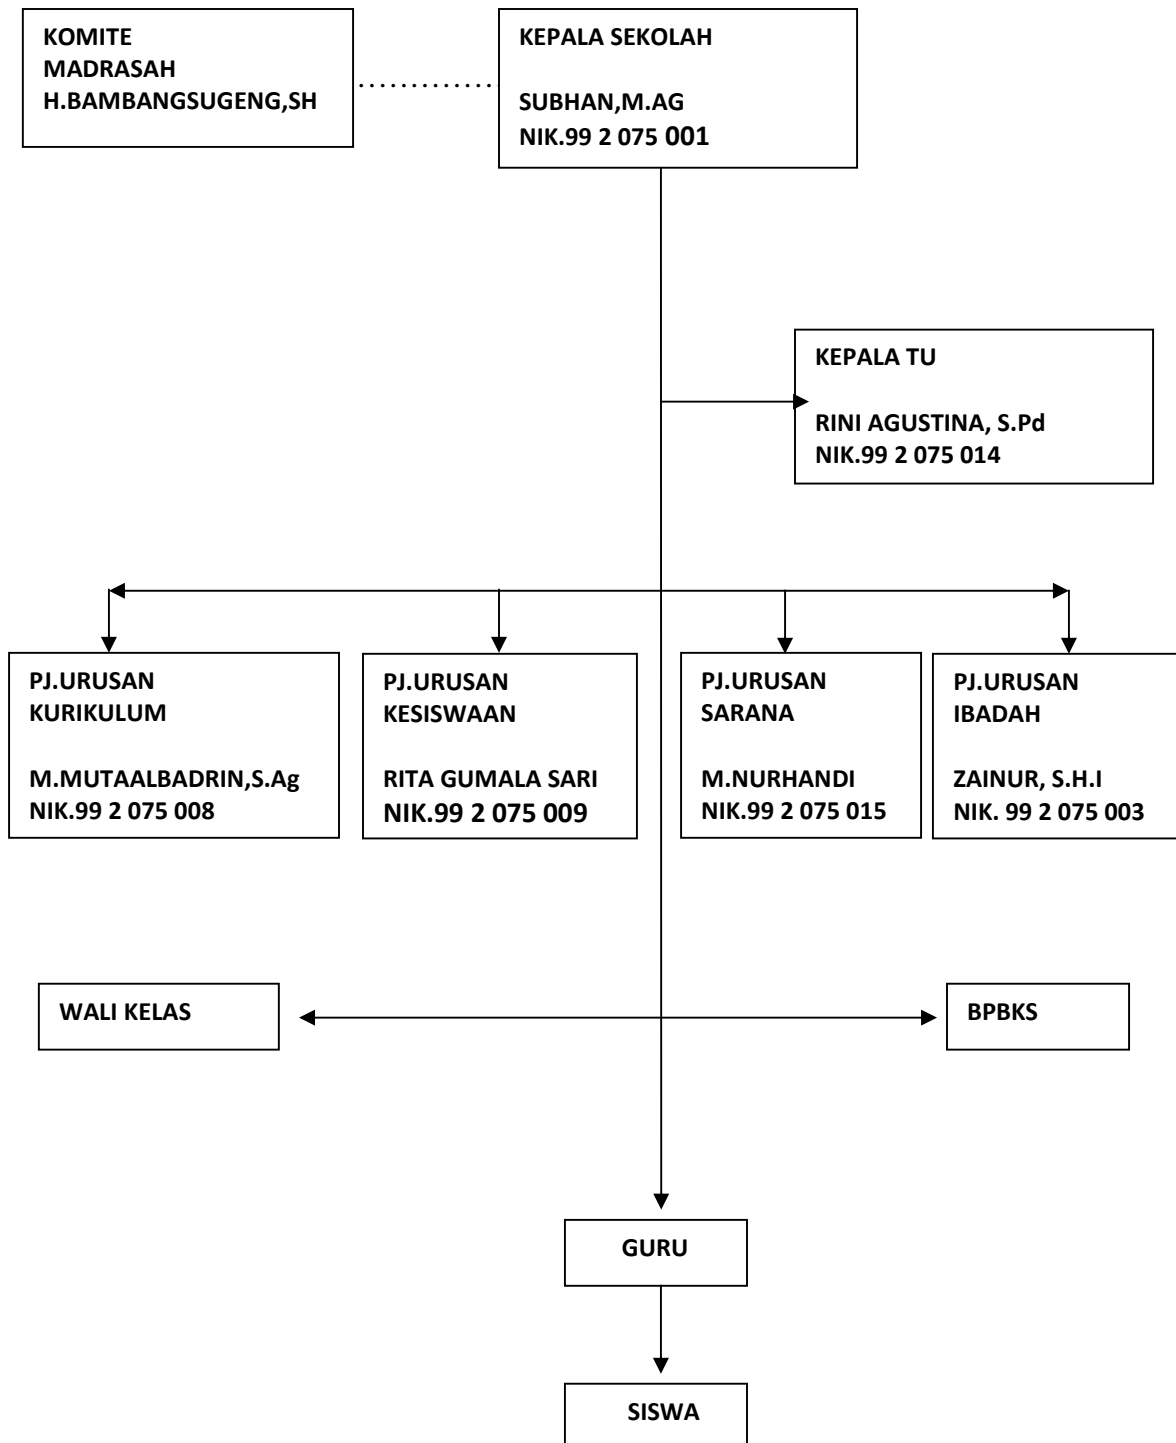 KOMITE
MADRASAH
H.BAMBANGSUGENG,SH
KEPALA SEKOLAH
SUBHAN,M.AG
NIK.99 2 075 001
KEPALA TU
RINI AGUSTINA, S.Pd
NIK.99 2 075 014
PJ.URUSAN
KURIKULUM
M.MUTAALBADRIN,S.Ag
NIK.99 2 075 008
PJ.URUSAN
KESISWAAN
RITA GUMALA SARI
NIK.99 2 075 009
PJ.URUSAN
SARANA
M.NURHANDI
NIK.99 2 075 015
PJ.URUSAN
IBADAH
ZAINUR, S.H.I
NIK. 99 2 075 003
WALI KELAS
BPBKS
GURU
SISWA